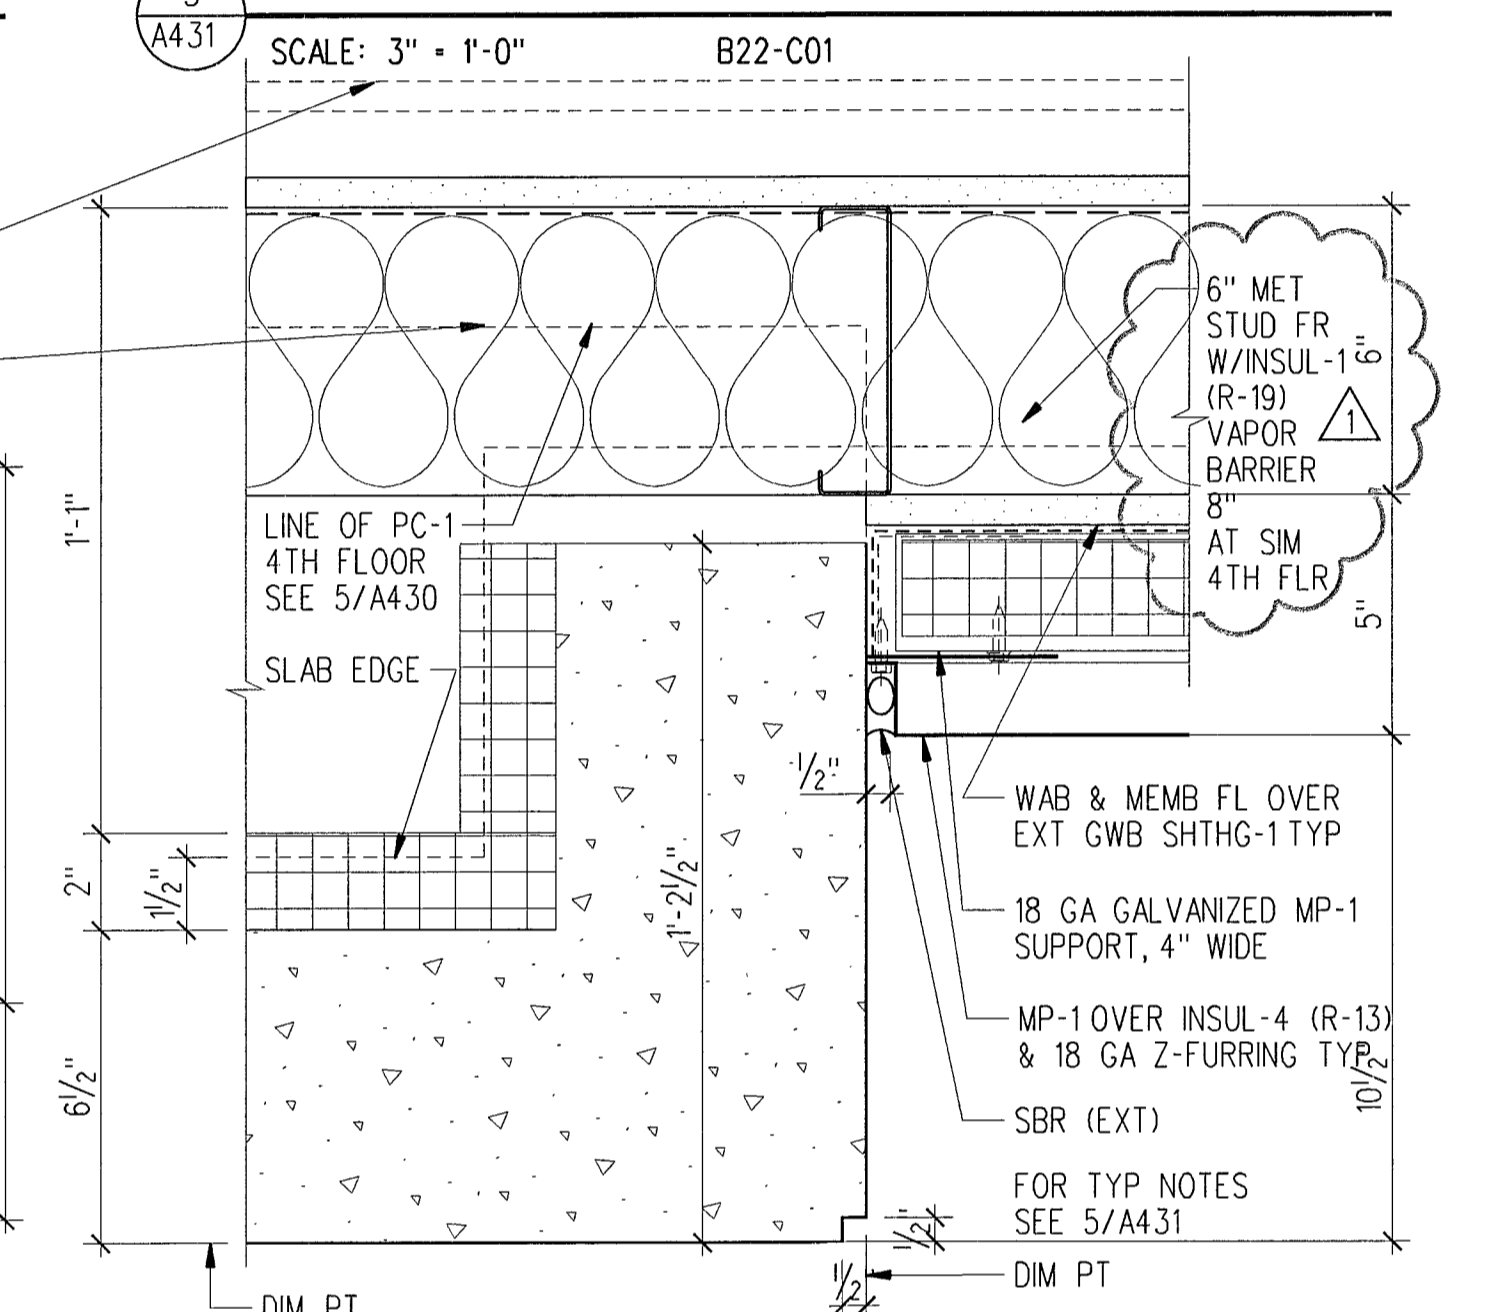 A431
SCALE: 3" = 1'-0"
B22-C01
6" MET
STUD FR
W/INSUL-1
(R-19)
VAPOR
BARRIER
8"
AT SIM
4TH FLR
1
6"
1'-1"
LINE OF PC-1
4TH FLOOR
SEE 5/A430
SLAB EDGE
5"
1/2"
WAB & MEMB FL OVER
EXT GWB SHTHG-1 TYP
2"
1 1/2"
1'-2 1/2"
18 GA GALVANIZED MP-1
SUPPORT, 4" WIDE
MP-1 OVER INSUL-4 (R-13)
& 18 GA Z-FURRING TYP
6 1/2"
10 1/2"
SBR (EXT)
FOR TYP NOTES
SEE 5/A431
1/2"
DIM PT
1/2
DIM PT